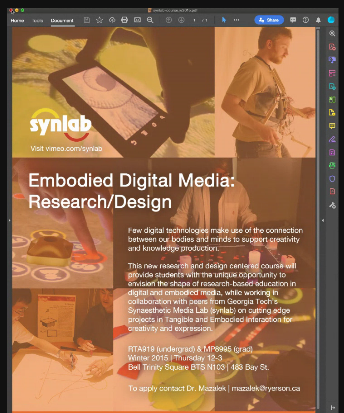 Home Tools Document
Share
synlab
Visit vimeo.com/synlab
Embodied Digital Media:
Research/Design
Few digital technologies make use of the connection
between our bodies and minds to support creativity
and knowledge production.
This new research and design centered course will
provide students with the unique opportunity to
envision the shape of research-based education in
digital and embodied media, while working in
collaboration with peers from Georgia Tech's
Synaesthetic Media Lab (synlab) on cutting edge
projects in Tangible and Embodied Interaction for
creativity and expression.
RTA919 (undergrad) & MP8995 (grad)
Winter 2015 | Thursday 12-3
Bell Trinity Square BTS N103 | 483 Bay St.
To apply contact Dr. Mazalek | mazalek@ryerson.ca